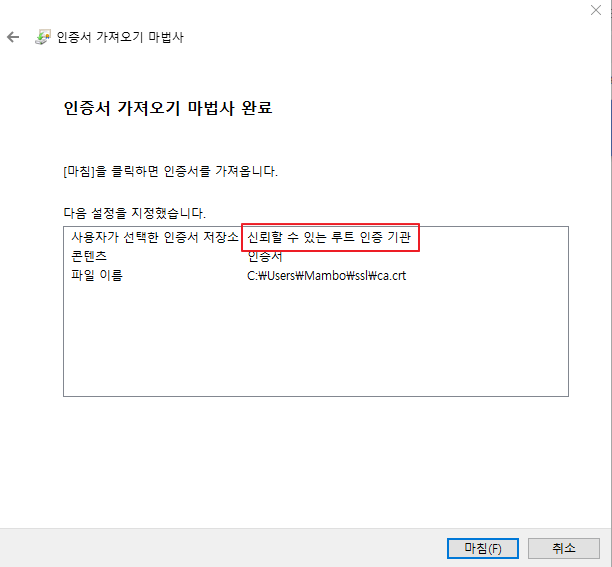 인증서 가져오기 마법사
인증서 가져오기 마법사 완료
[마침]을 클릭하면 인증서를 가져옵니다.
다음 설정을 지정했습니다.
사용자가 선택한 인증서 저장소 신뢰할 수 있는 루트 인증 기관
콘텐츠 인증서
파일 이름 C:₩Users₩Mambo₩ssl₩ca.crt
마침(F) 취소